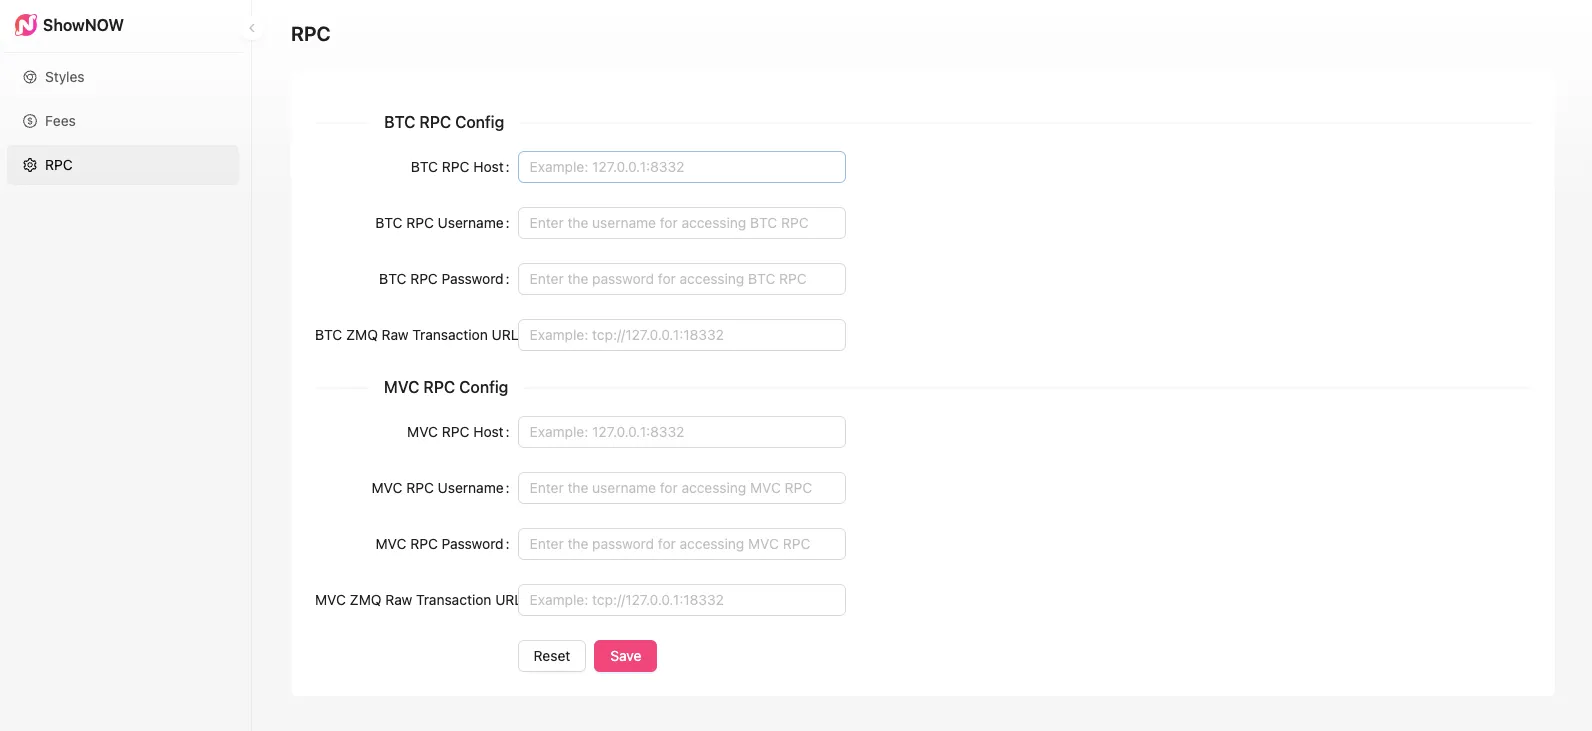 ShowNOW
Styles
Fees
RPC
RPC
BTC RPC Config
BTC RPC Host: Example: 127.0.0.1:8332
BTC RPC Username: Enter the username for accessing BTC RPC
BTC RPC Password: Enter the password for accessing BTC RPC
BTC ZMQ Raw Transaction URL Example: tcp://127.0.0.1:18332
MVC RPC Config
MVC RPC Host: Example: 127.0.0.1:8332
MVC RPC Username: Enter the username for accessing MVC RPC
MVC RPC Password: Enter the password for accessing MVC RPC
MVC ZMQ Raw Transaction URL Example: tcp://127.0.0.1:18332
Reset Save